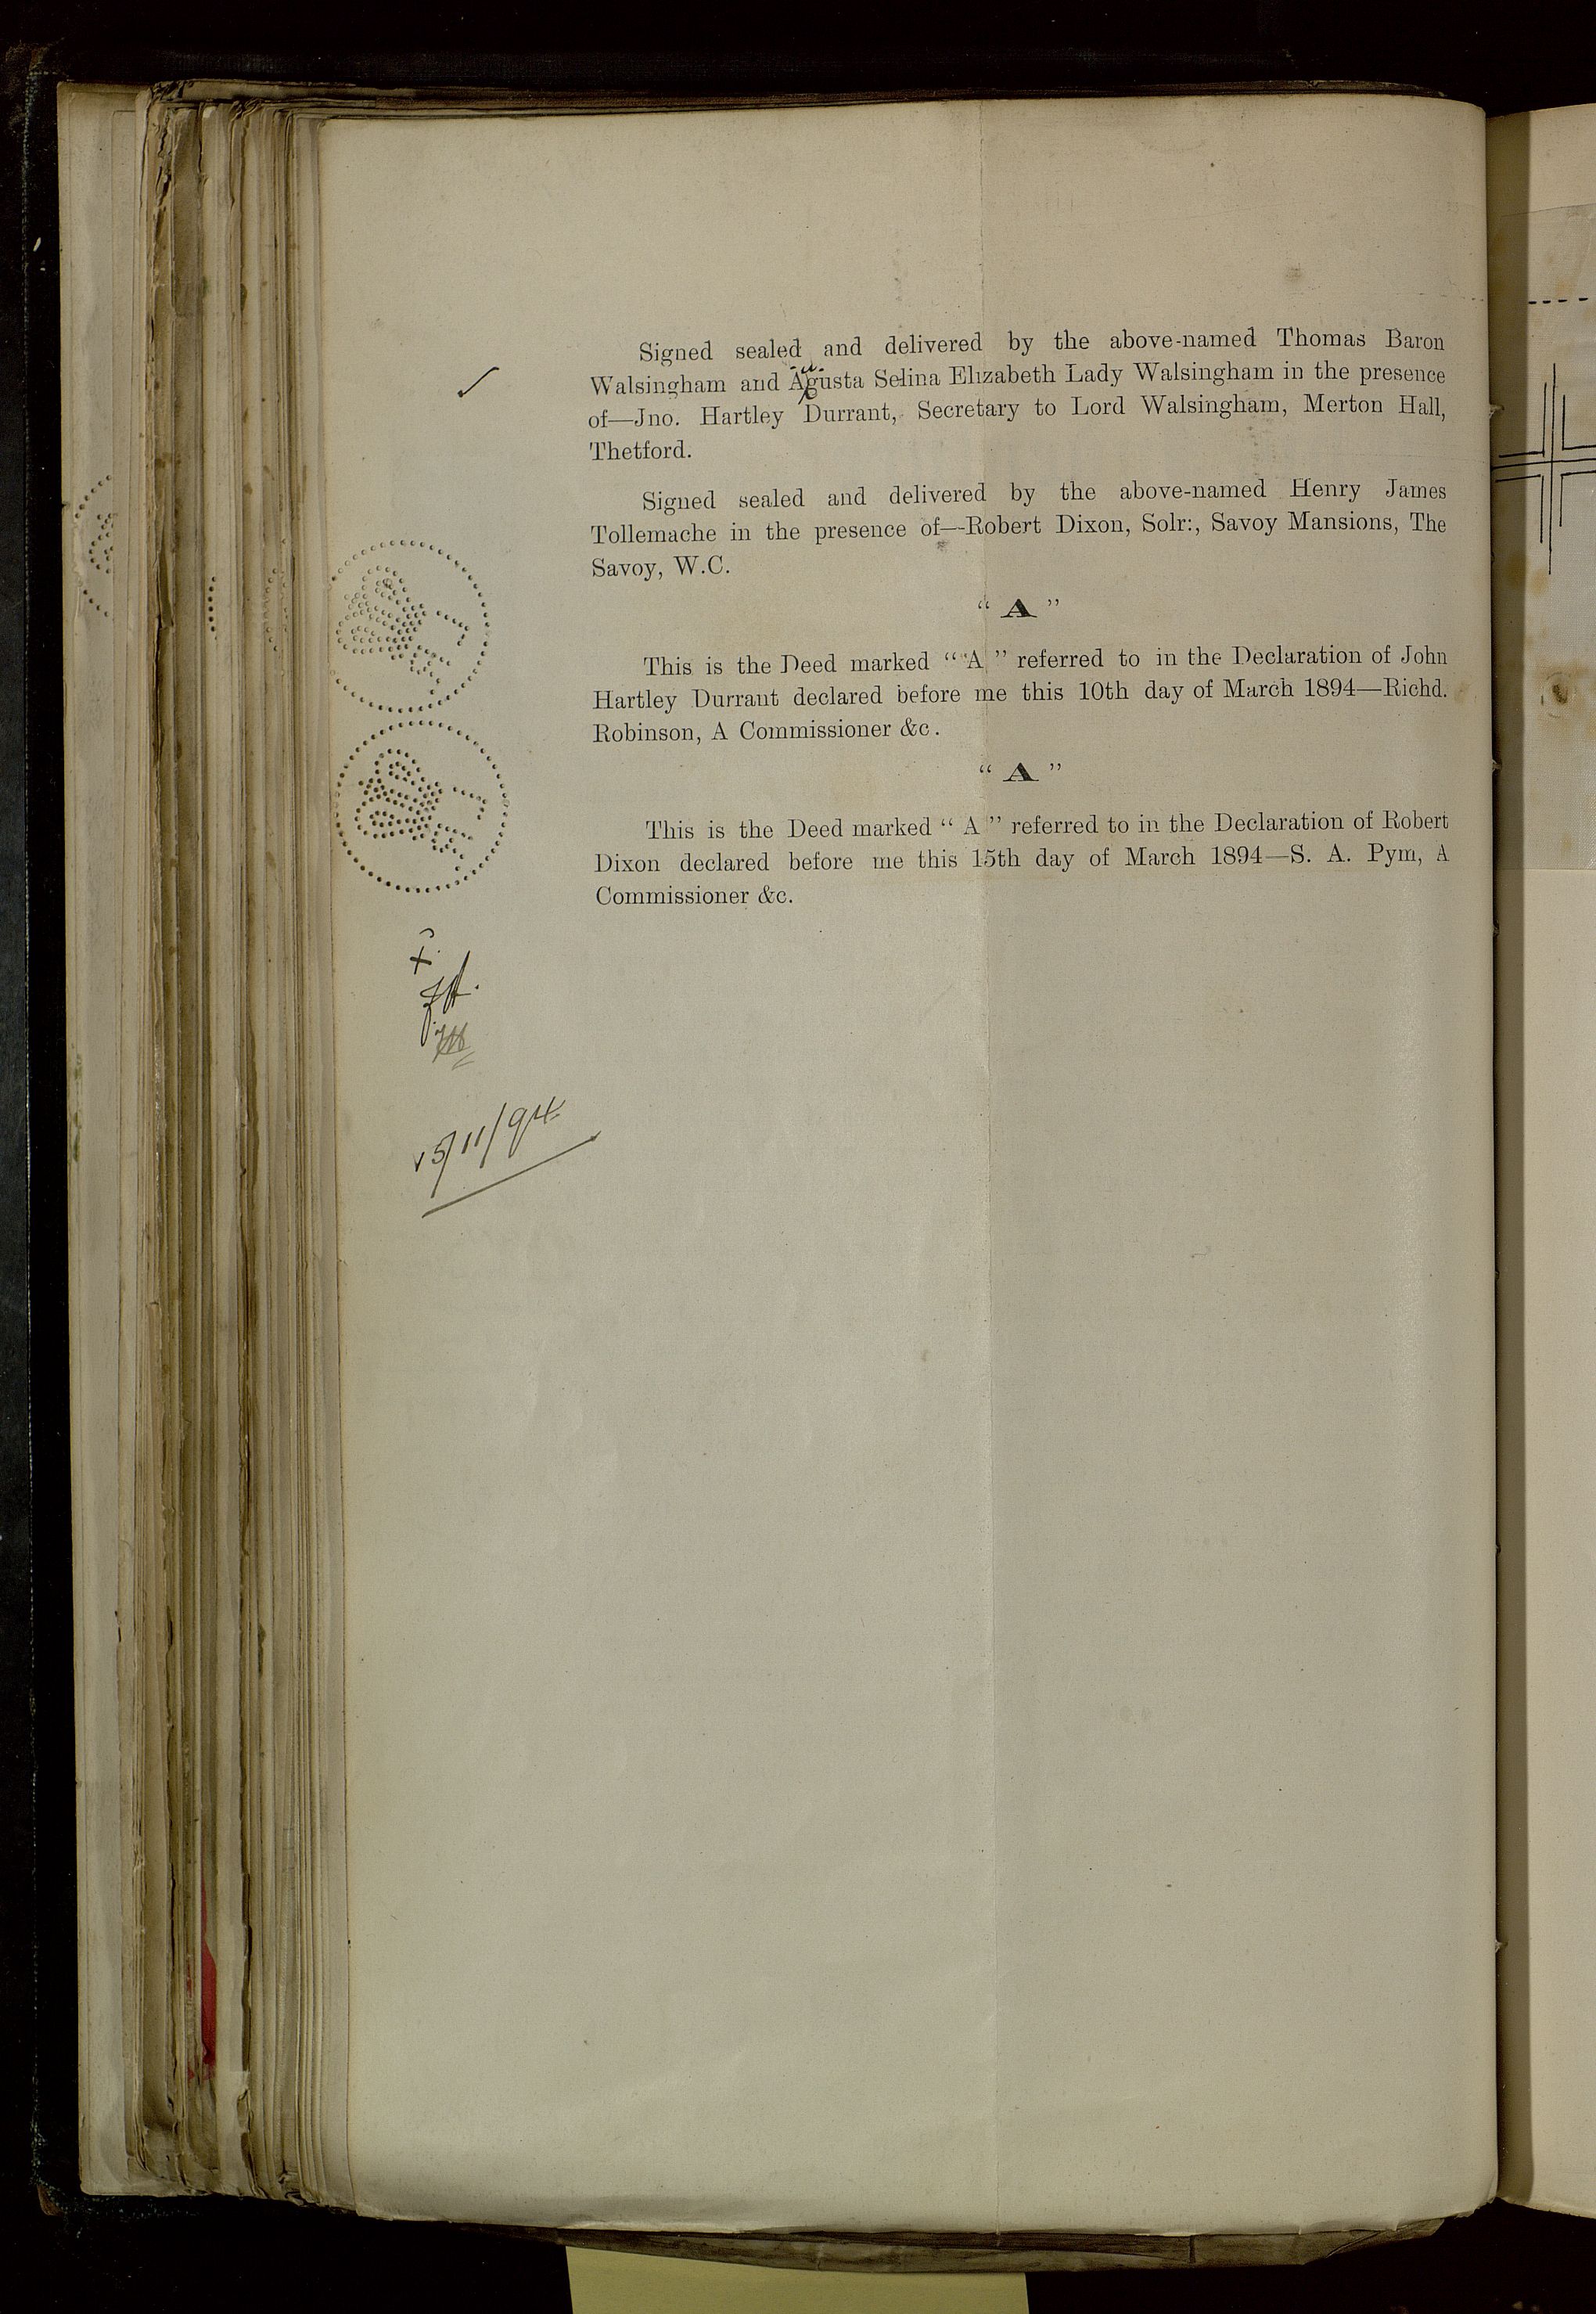 Signed sealed and delivered by the above-named Thomas Baron
Walsingham and Augusta Selina Elizabeth Lady Walsingham in the presence
of—Jno. Hartley Durrant, Secretary to Lord Walsingham, Merton Hall,
Thetford.
Signed sealed and delivered by the above-named Henry James
Tollemache in the presence of—Robert Dixon, Solr:, Savoy Mansions, The
Savoy, W.C.
“ A ”
This is the Deed marked “ A ” referred to in the Declaration of John
Hartley Durrant declared before me this 10th day of March 1894—Richd.
Robinson, A Commissioner &c.
“ A ”
This is the Deed marked “ A ” referred to in the Declaration of Robert
Dixon declared before me this 15th day of March 1894—S. A. Pym, A
Commissioner &c.
15/11/94